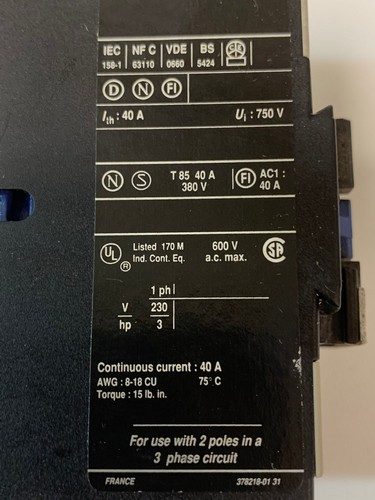 IEC NF C VDE BS
158-1 63110 0660 5424
D N FI
Ith : 40 A Ui : 750 V
N S T 85 40 A FI AC1 :
380 V 40 A
UL ® Listed 170 M 600 V SA
Ind. Cont. Eq. a.c. max.
1 ph
V 230
hp 3
Continuous current : 40 A
AWG : 8-18 CU 75° C
Torque : 15 lb. in.
For use with 2 poles in a
3 phase circuit
FRANCE 378218-01 31